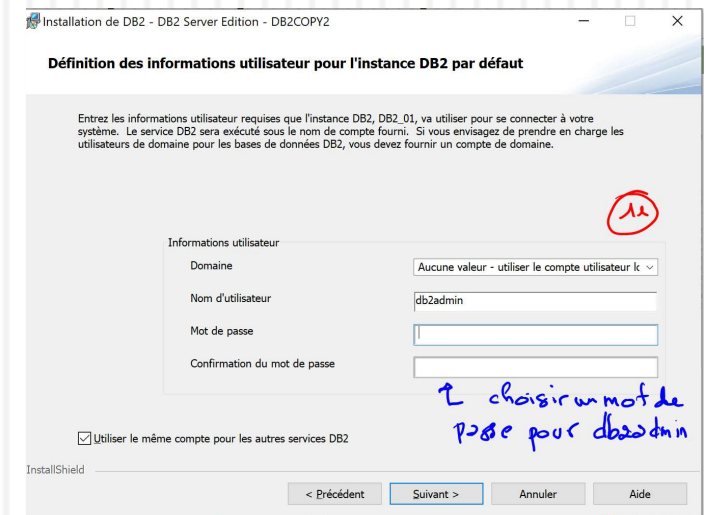 Installation de DB2 - DB2 Server Edition - DB2COPY2
Définition des informations utilisateur pour l'instance DB2 par défaut
Entrez les informations utilisateur requises que l'instance DB2, DB2_01, va utiliser pour se connecter à votre
système. Le service DB2 sera exécuté sous le nom de compte fourni. Si vous envisagez de prendre en charge les
utilisateurs de domaine pour les bases de données DB2, vous devez fournir un compte de domaine.
11
Informations utilisateur
Domaine
Aucune valeur - utiliser le compte utilisateur lc
Nom d'utilisateur
db2admin
Mot de passe
Confirmation du mot de passe
choisir un mot de
passe pour db2admin
Utiliser le même compte pour les autres services DB2
InstallShield
< Précédent Suivant > Annuler Aide